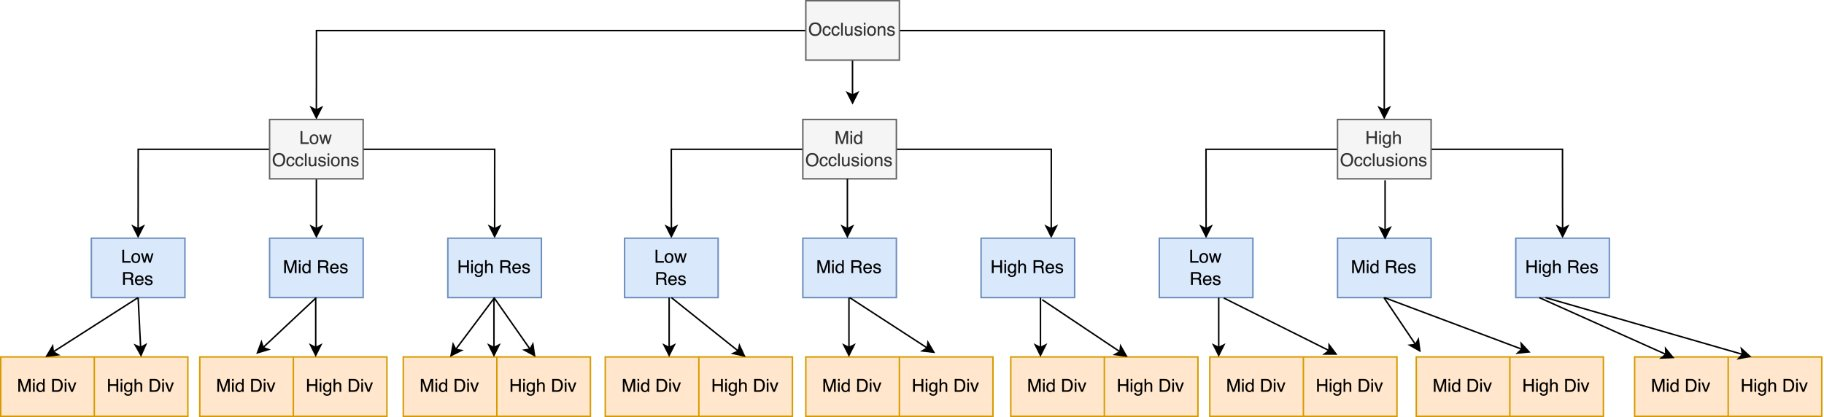 Occlusions
Low
Occlusions
Mid
Occlusions
High
Occlusions
Low
Res
Mid Res
High Res
Low
Res
Mid Res
High Res
Low
Res
Mid Res
High Res
Mid Div
High Div
Mid Div
High Div
Mid Div
High Div
Mid Div
High Div
Mid Div
High Div
Mid Div
High Div
Mid Div
High Div
Mid Div
High Div
Mid Div
High Div